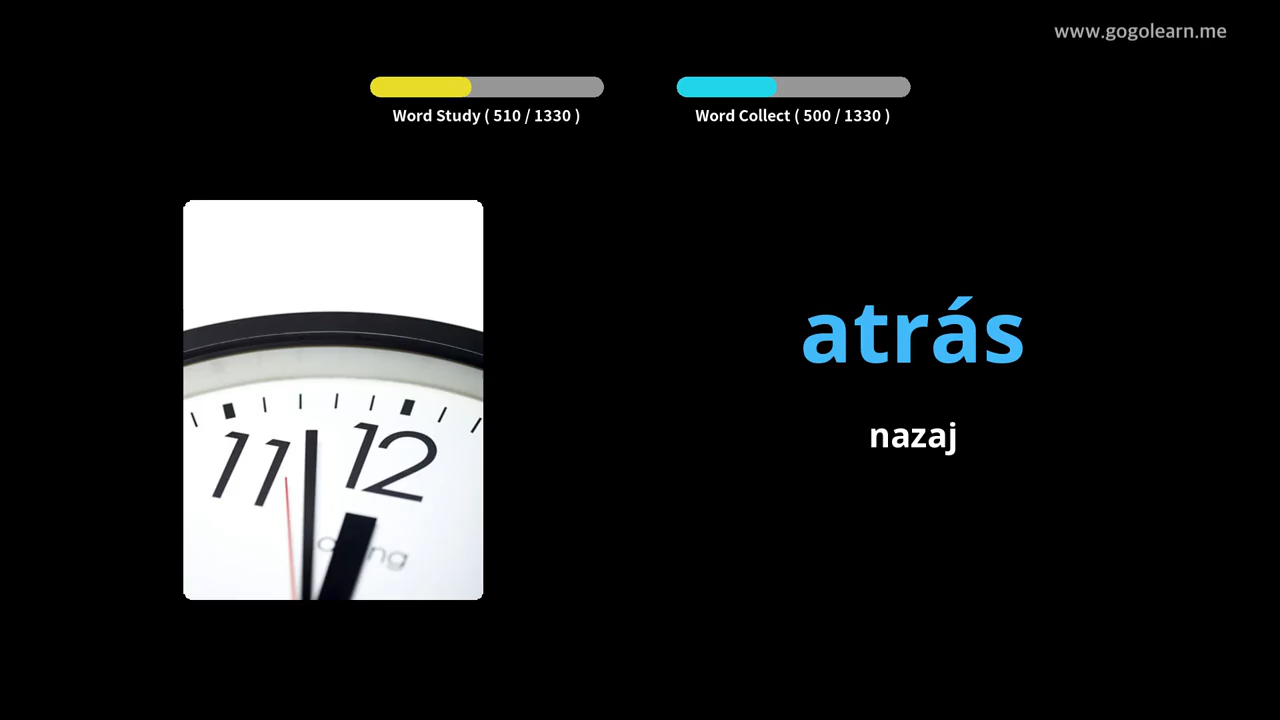 www.gogolearn.me
Word Study ( 510 / 1330 )
Word Collect ( 500 / 1330 )
11 12
atrás
nazaj